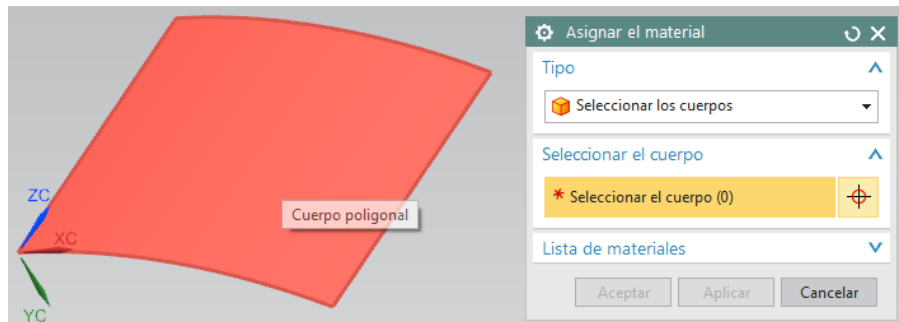 ZC
XC
YC
Cuerpo poligonal
Asignar el material
Tipo
Seleccionar los cuerpos
Seleccionar el cuerpo
* Seleccionar el cuerpo (0)
Lista de materiales
Aceptar Aplicar Cancelar